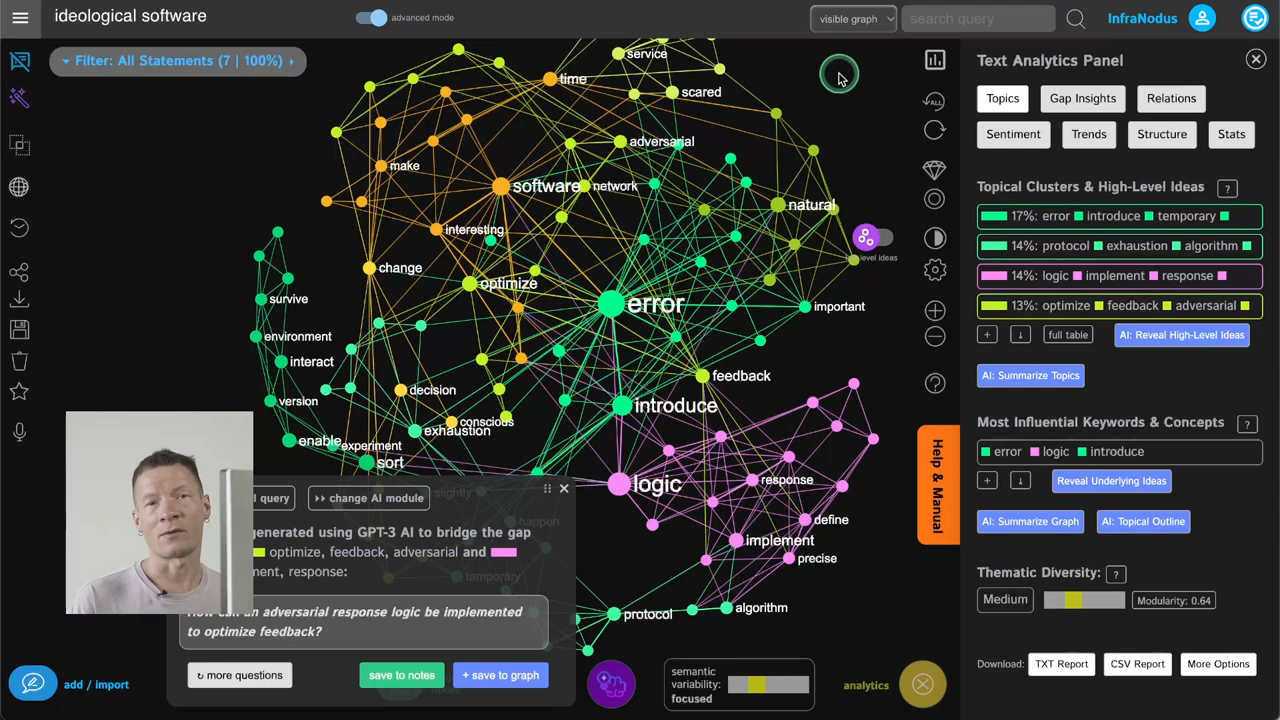 ideological software
advanced mode
visible graph
search query
InfraNodus
Filter: All Statements (7 | 100%)
service
time
scared
adversarial
make
software
network
natural
interesting
change
optimize
high-level ideas
survive
error
important
environment
interact
feedback
decision
version
introduce
conscious
exhaustion
enable
experiment
sort
slightly
logic
response
happen
define
implement
precise
temporary
protocol
algorithm
AI query
change AI module
generated using GPT-3 AI to bridge the gap
optimize, feedback, adversarial and
response:
How can an adversarial response logic be implemented
to optimize feedback?
more questions
save to notes
+ save to graph
add / import
semantic
variability:
focused
analytics
Help & Manual
Text Analytics Panel
Topics
Gap Insights
Relations
Sentiment
Trends
Structure
Stats
Topical Clusters & High-Level Ideas ?
17%: error introduce temporary
14%: protocol exhaustion algorithm
14%: logic implement response
13%: optimize feedback adversarial
+ ↓ full table AI: Reveal High-Level Ideas
AI: Summarize Topics
Most Influential Keywords & Concepts ?
error logic introduce
+ ↓ Reveal Underlying Ideas
AI: Summarize Graph AI: Topical Outline
Thematic Diversity: ?
Medium Modularity: 0.64
Download: TXT Report CSV Report More Options